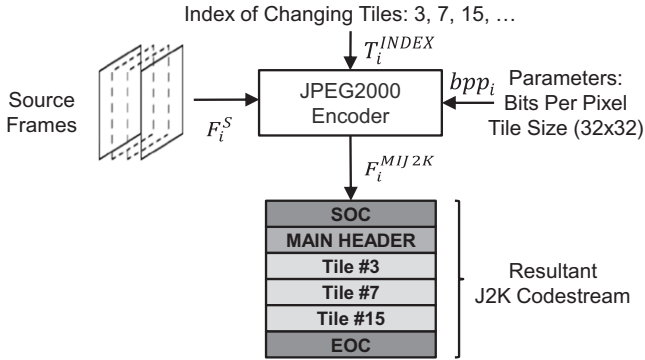 Index of Changing Tiles: 3, 7, 15, …
T_i^{INDEX}
Source
Frames
F_i^S
JPEG2000
Encoder
bpp_i
Parameters:
Bits Per Pixel
Tile Size (32x32)
F_i^{MIJ2K}
SOC
MAIN HEADER
Tile #3
Tile #7
Tile #15
EOC
Resultant
J2K Codestream